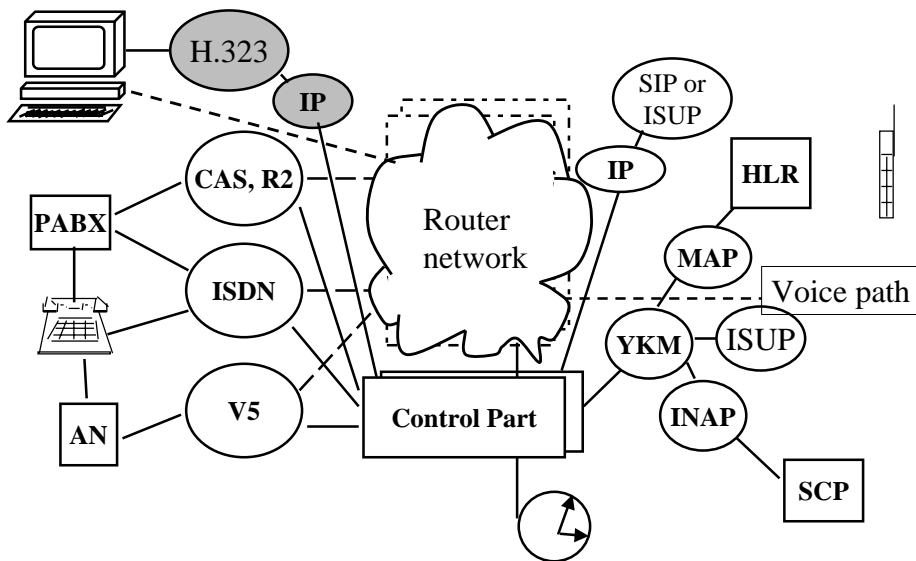 H.323
IP
SIP or
ISUP
IP
HLR
CAS, R2
PABX
Router
network
MAP
ISDN
Voice path
YKM
ISUP
V5
AN
Control Part
INAP
SCP